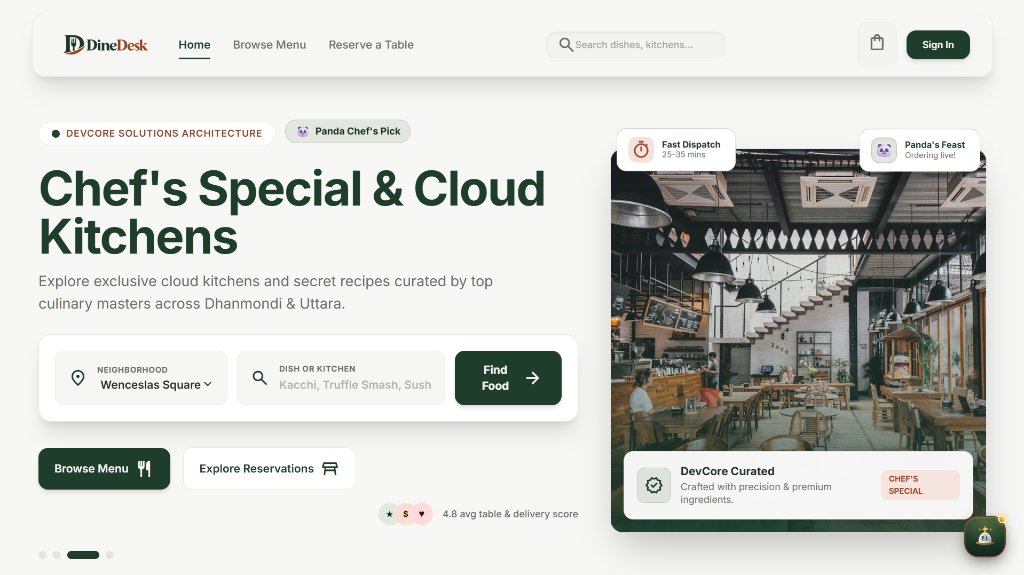 DineDesk
Home
Browse Menu
Reserve a Table
Search dishes, kitchens...
Sign In
DEVCORE SOLUTIONS ARCHITECTURE
Panda Chef's Pick
Chef's Special & Cloud
Kitchens
Explore exclusive cloud kitchens and secret recipes curated by top
culinary masters across Dhanmondi & Uttara.
NEIGHBORHOOD
Wenceslas Square
DISH OR KITCHEN
Kacchi, Truffle Smash, Sush
Find
Food
Browse Menu
Explore Reservations
$
4.8 avg table & delivery score
Fast Dispatch
25–35 mins
Panda's Feast
Ordering live!
DevCore Curated
Crafted with precision & premium
ingredients.
CHEF'S
SPECIAL